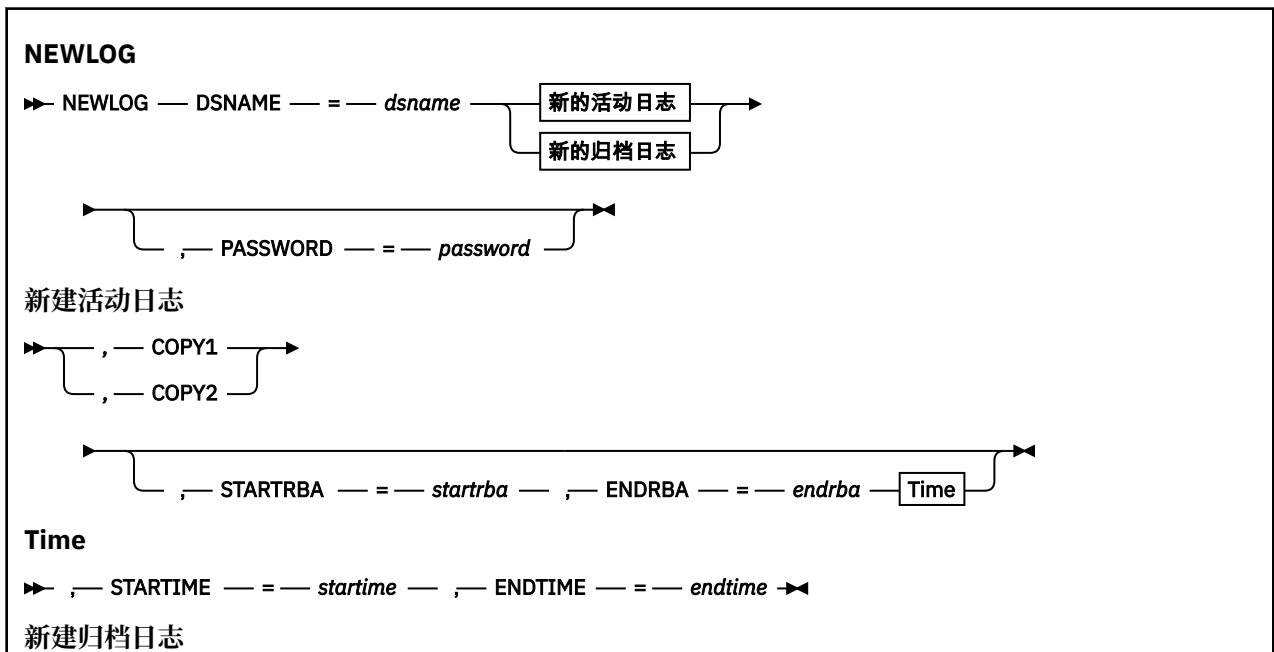 NEWLOG
NEWLOG DSNAME = dsname 新的活动日志
新的归档日志
, PASSWORD = password
新建活动日志
, COPY1
, COPY2
, STARTRBA = startrba , ENDRBA = endrba Time
Time
, STARTIME = startime , ENDTIME = endtime
新建归档日志